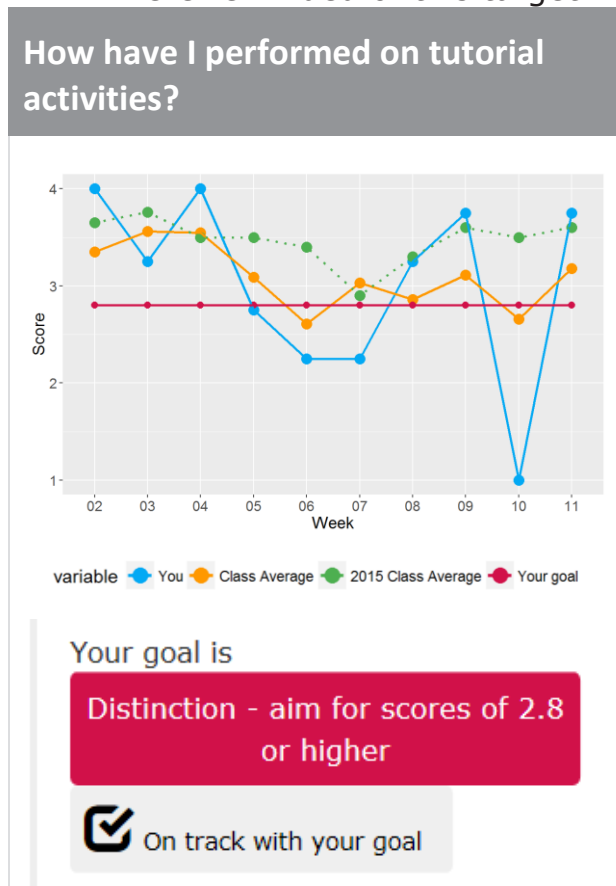 How have I performed on tutorial
activities?
4
3
2
1
Score
02 03 04 05 06 07 08 09 10 11
Week
variable You Class Average 2015 Class Average Your goal
Your goal is
Distinction - aim for scores of 2.8
or higher
On track with your goal